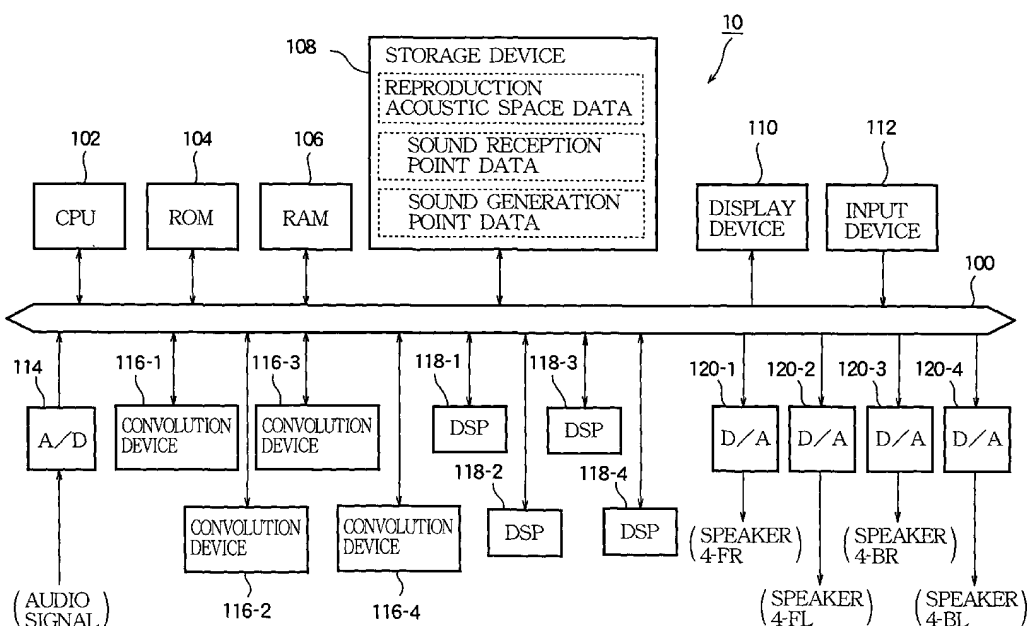 10
108
STORAGE DEVICE
REPRODUCTION
ACOUSTIC SPACE DATA
SOUND RECEPTION
POINT DATA
SOUND GENERATION
POINT DATA
102
104
106
110
112
CPU
ROM
RAM
DISPLAY
DEVICE
INPUT
DEVICE
100
114
116-1
116-3
118-1
118-3
120-1
120-2
120-3
120-4
A/D
CONVOLUTION
DEVICE
CONVOLUTION
DEVICE
DSP
DSP
D/A
D/A
D/A
D/A
118-2
118-4
CONVOLUTION
DEVICE
CONVOLUTION
DEVICE
DSP
DSP
(SPEAKER
4-FR)
(SPEAKER
4-BR)
116-2
116-4
(AUDIO
SIGNAL)
(SPEAKER
4-FL)
(SPEAKER
4-BL)